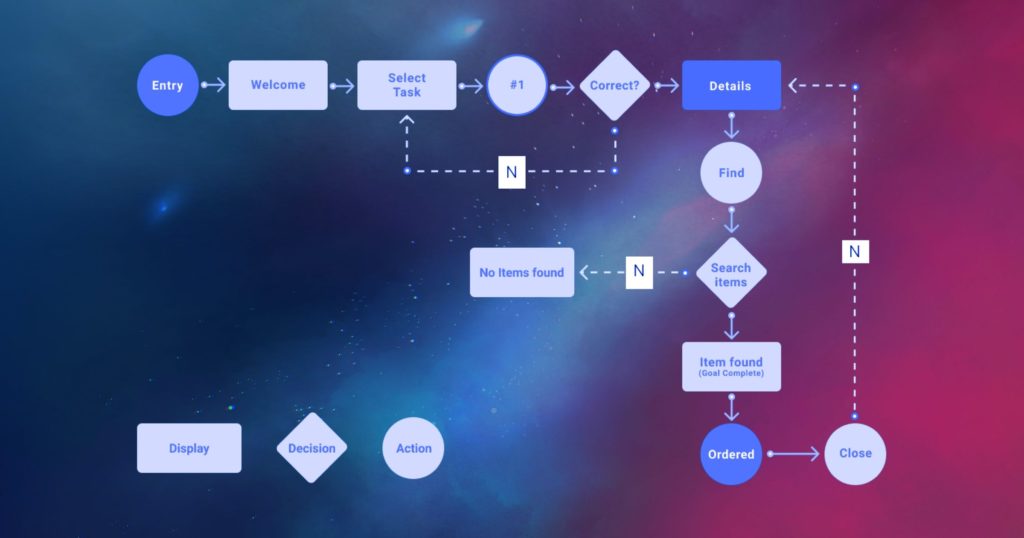 Entry
Welcome
Select
Task
#1
Correct?
Details
N
Find
No Items found
N
Search
items
N
Item found
(Goal Complete)
Display
Decision
Action
Ordered
Close